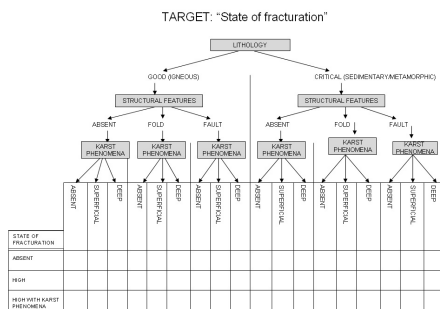 TARGET: “State of fracturation”
LITHOLOGY
GOOD (IGNEOUS)
CRITICAL (SEDIMENTARY/METAMORPHIC)
STRUCTURAL FEATURES
STRUCTURAL FEATURES
ABSENT
FOLD
FAULT
ABSENT
FOLD
FAULT
KARST
PHENOMENA
KARST
PHENOMENA
KARST
PHENOMENA
KARST
PHENOMENA
KARST
PHENOMENA
KARST
PHENOMENA
ABSENT
SUPERFICIAL
DEEP
ABSENT
SUPERFICIAL
DEEP
ABSENT
SUPERFICIAL
DEEP
ABSENT
SUPERFICIAL
DEEP
ABSENT
SUPERFICIAL
DEEP
ABSENT
SUPERFICIAL
DEEP
STATE OF
FRACTURATION
ABSENT
HIGH
HIGH WITH KARST
PHENOMENA